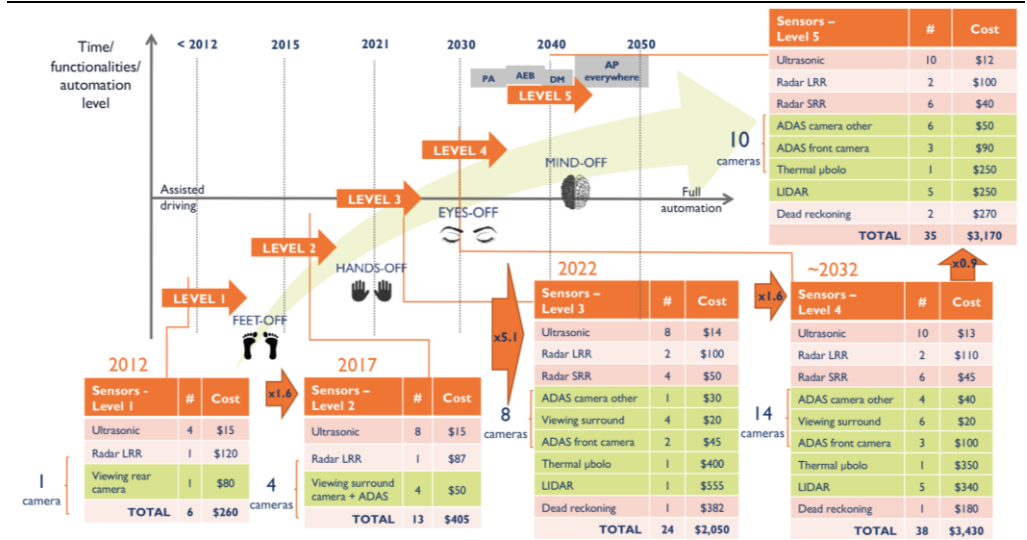 Time/
functionalities/
automation
level
< 2012
2015
2021
2030
2040
2050
PA
AEB
DM
AP
everywhere
LEVEL 5
LEVEL 4
MIND-OFF
Assisted
driving
LEVEL 3
Full
automation
EYES-OFF
LEVEL 2
HANDS-OFF
LEVEL 1
FEET-OFF
2012
Sensors -
Level 1
#
Cost
Ultrasonic 4 $15
Radar LRR 1 $120
Viewing rear
camera 1 $80
TOTAL 6 $260
1
camera
x1.6
2017
Sensors –
Level 2
#
Cost
Ultrasonic 8 $15
Radar LRR 1 $87
Viewing surround
camera + ADAS 4 $50
TOTAL 13 $405
4
cameras
x5.1
2022
Sensors –
Level 3
#
Cost
Ultrasonic 8 $14
Radar LRR 2 $100
Radar SRR 4 $50
ADAS camera other 1 $30
Viewing surround 4 $20
ADAS front camera 2 $45
Thermal µbolo 1 $400
LIDAR 1 $555
Dead reckoning 1 $382
TOTAL 24 $2,050
8
cameras
x1.6
~2032
Sensors –
Level 4
#
Cost
Ultrasonic 10 $13
Radar LRR 2 $110
Radar SRR 6 $45
ADAS camera other 4 $40
Viewing surround 6 $20
ADAS front camera 3 $100
Thermal µbolo 1 $350
LIDAR 5 $340
Dead reckoning 1 $180
TOTAL 38 $3,430
14
cameras
x0.9
Sensors –
Level 5
#
Cost
Ultrasonic 10 $12
Radar LRR 2 $100
Radar SRR 6 $40
ADAS camera other 6 $50
ADAS front camera 3 $90
Thermal µbolo 1 $250
LIDAR 5 $250
Dead reckoning 2 $270
TOTAL 35 $3,170
10
cameras